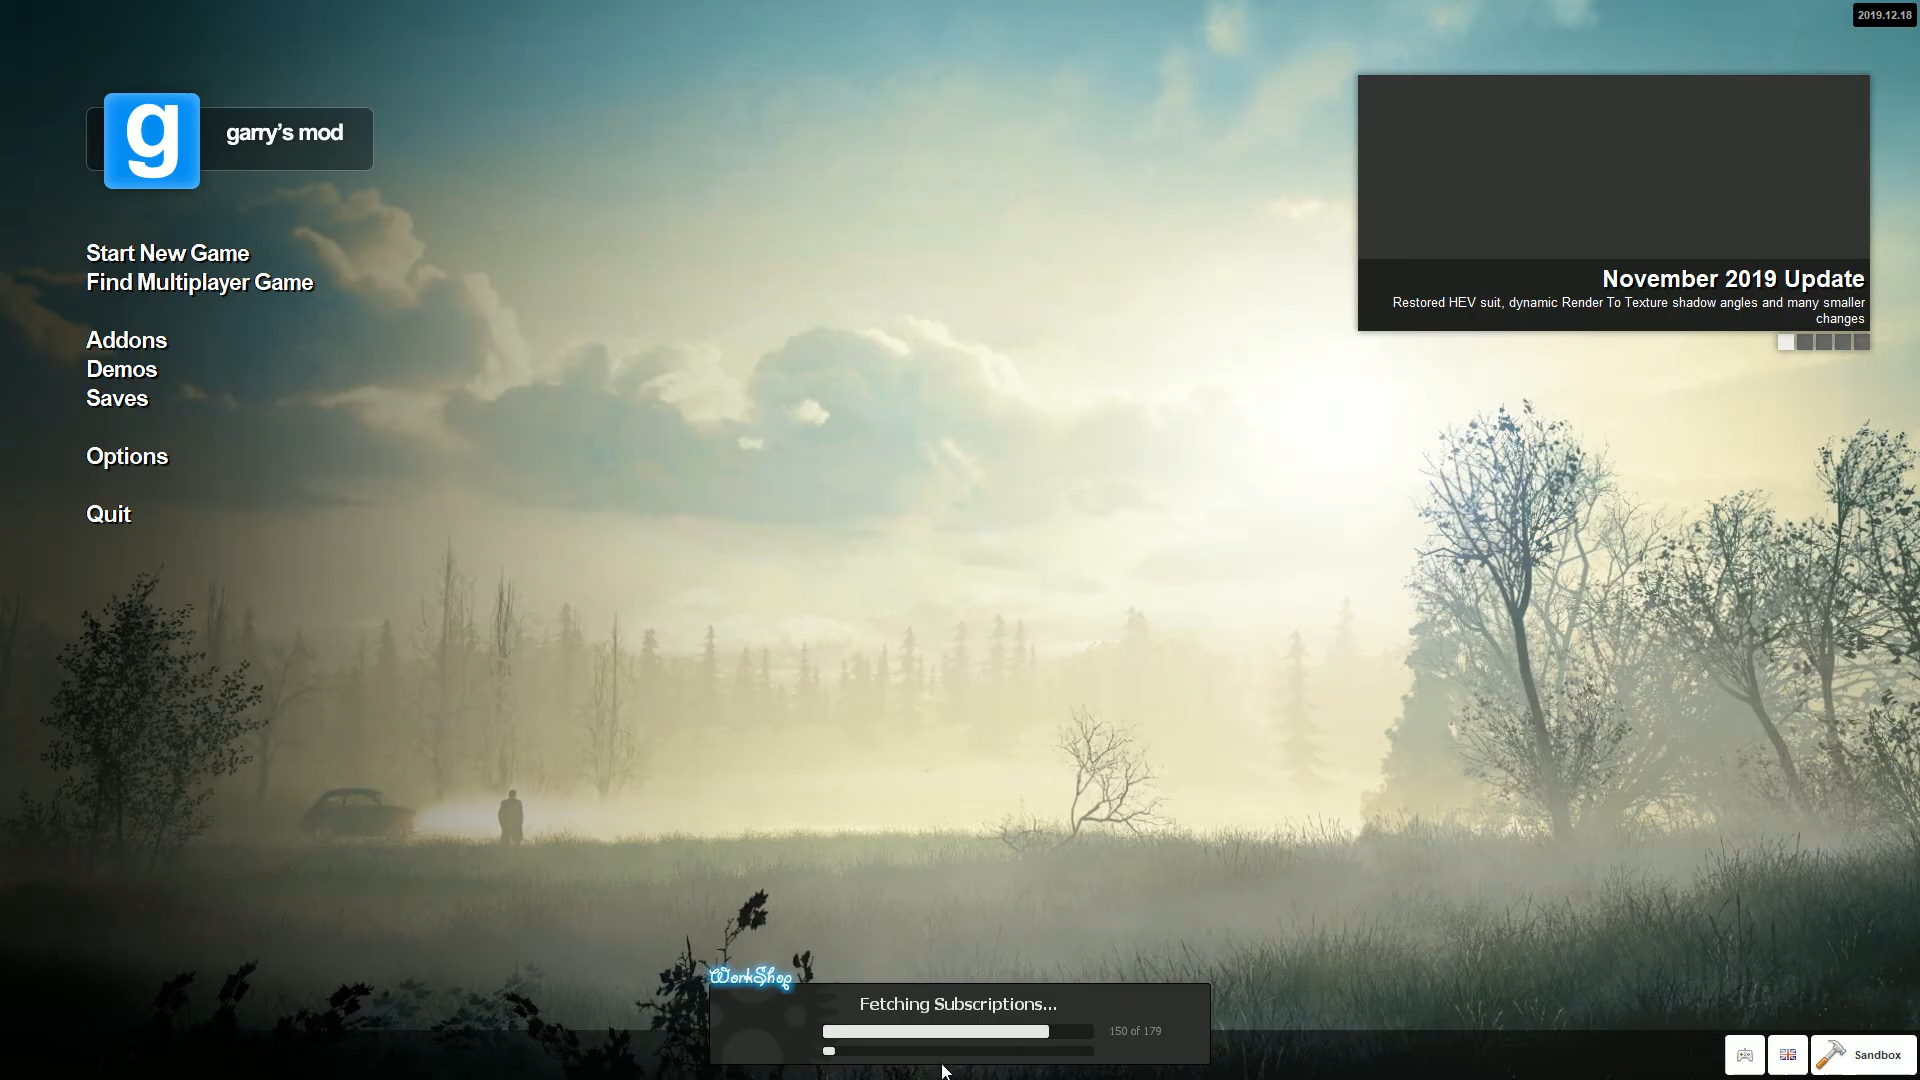 2019.12.18
g
garry's mod
Start New Game
Find Multiplayer Game
Addons
Demos
Saves
Options
Quit
November 2019 Update
Restored HEV suit, dynamic Render To Texture shadow angles and many smaller
changes
WorkShop
Fetching Subscriptions...
150 of 179
Sandbox